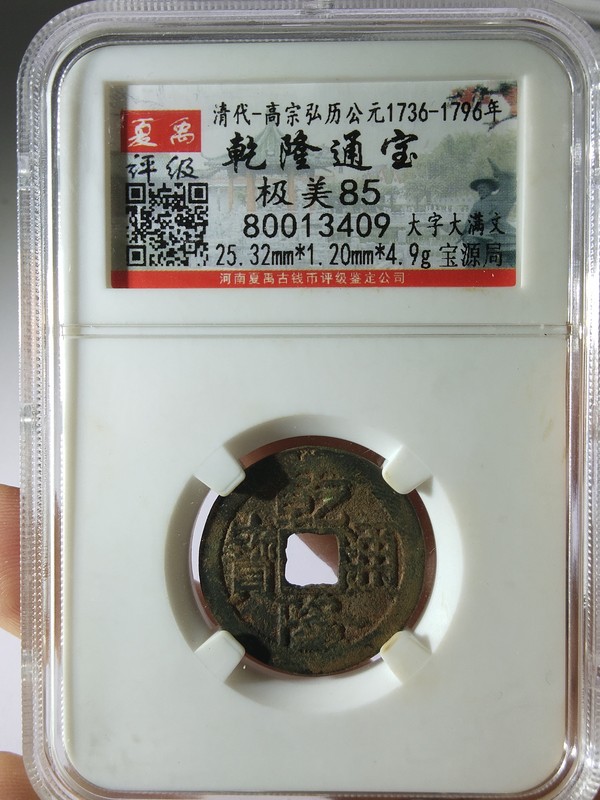 清代-高宗弘历公元1736-1796年
夏禹
评级
乾隆通宝
极美85
80013409 大字大满文
25.32mm*1.20mm*4.9g 宝源局
河南夏禹古钱币评级鉴定公司
乾隆通寳